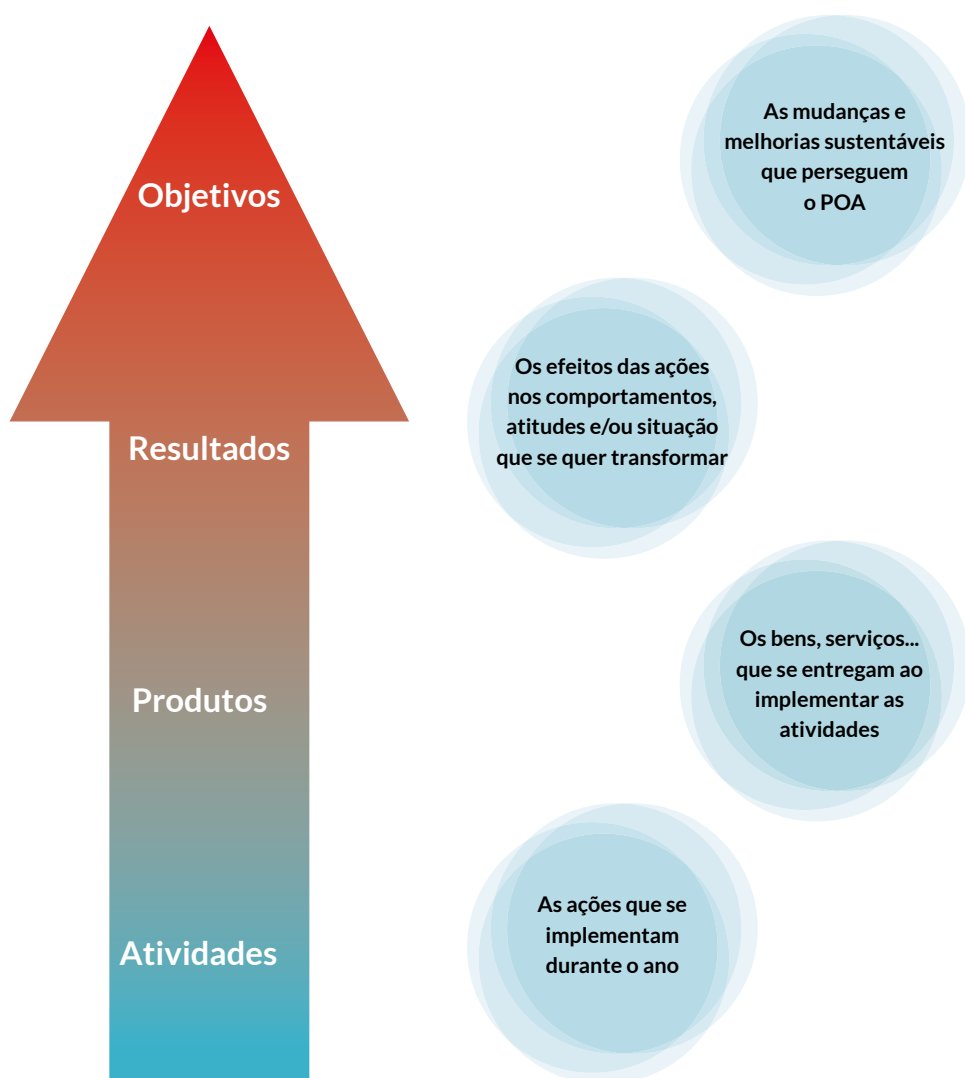 Objetivos
As mudanças e
melhorias sustentáveis
que perseguem
o POA
Resultados
Os efeitos das ações
nos comportamentos,
atitudes e/ou situação
que se quer transformar
Produtos
Os bens, serviços...
que se entregam ao
implementar as
atividades
Atividades
As ações que se
implementam
durante o ano